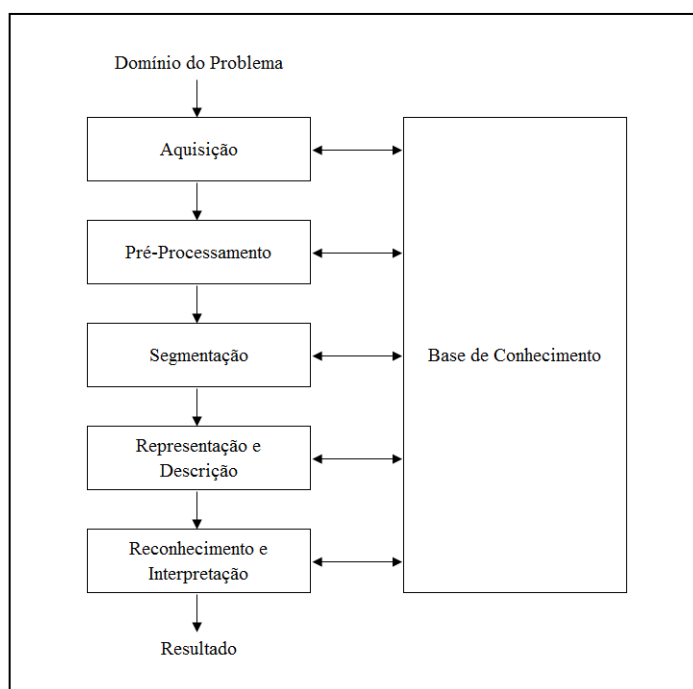 Domínio do Problema
Aquisição
Pré-Processamento
Segmentação
Base de Conhecimento
Representação e
Descrição
Reconhecimento e
Interpretação
Resultado